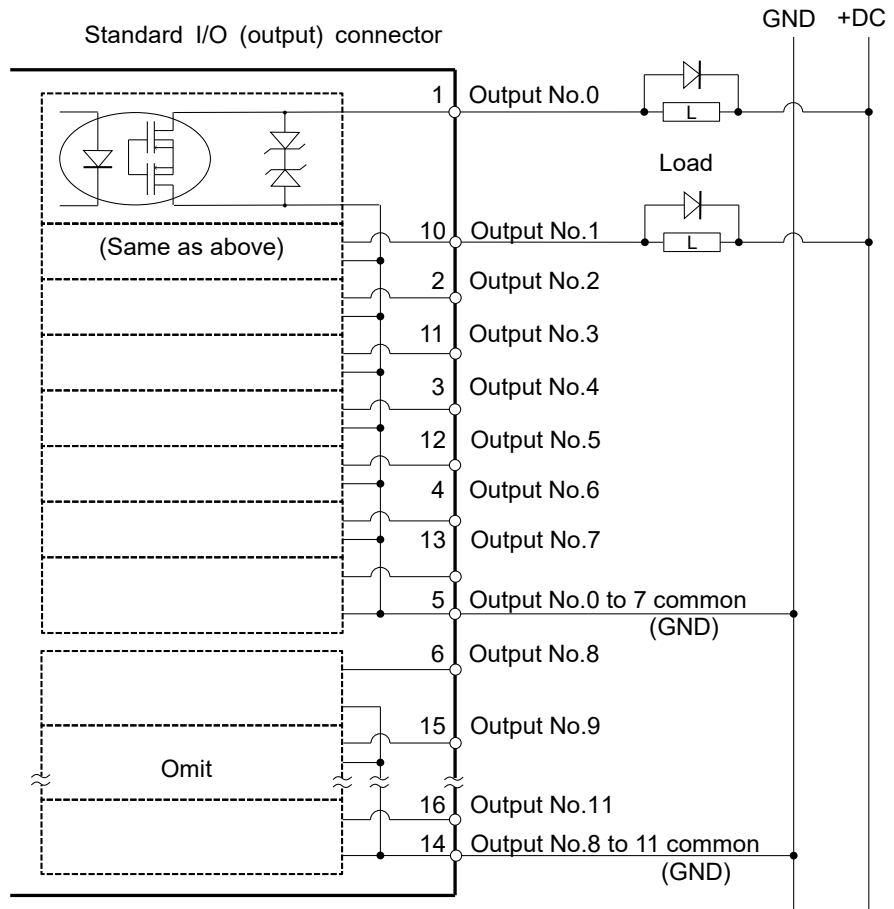 GND +DC
Standard I/O (output) connector
1 Output No.0
L
Load
(Same as above)
10 Output No.1
L
2 Output No.2
11 Output No.3
3 Output No.4
12 Output No.5
4 Output No.6
13 Output No.7
5 Output No.0 to 7 common
(GND)
6 Output No.8
15 Output No.9
Omit
16 Output No.11
14 Output No.8 to 11 common
(GND)